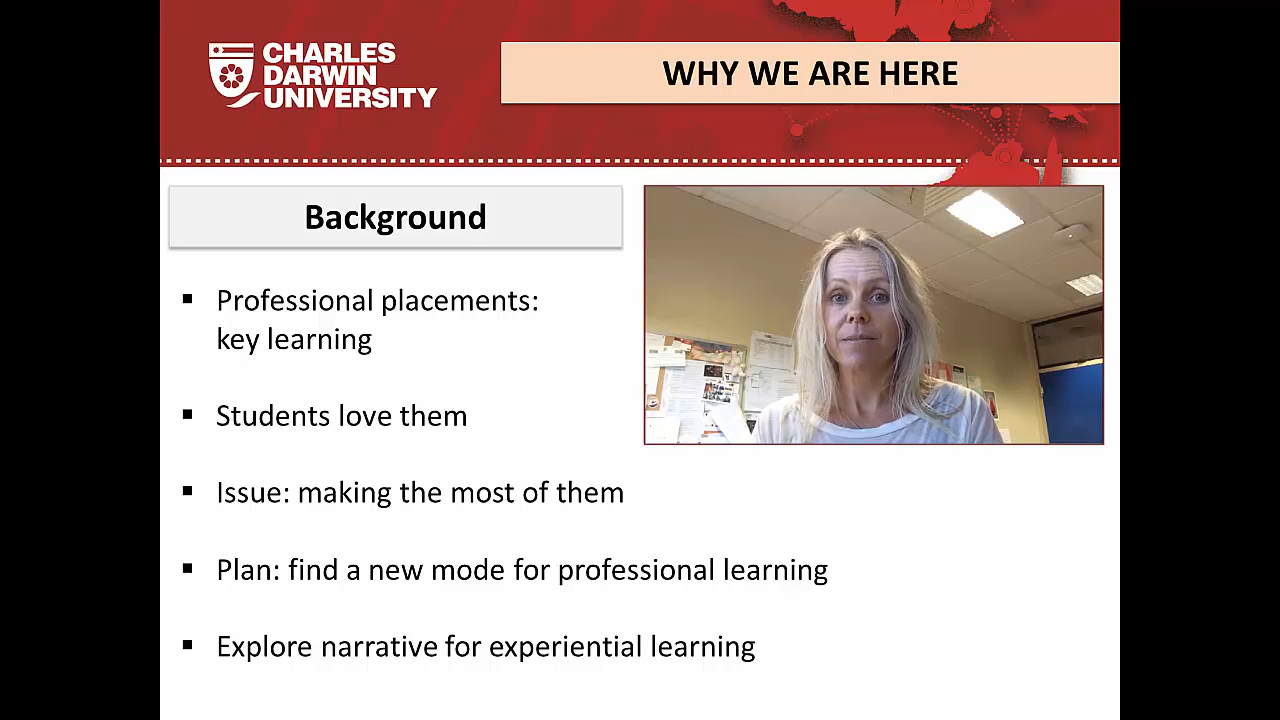 CHARLES
DARWIN
UNIVERSITY
WHY WE ARE HERE
Background
▪ Professional placements:
key learning
▪ Students love them
▪ Issue: making the most of them
▪ Plan: find a new mode for professional learning
▪ Explore narrative for experiential learning